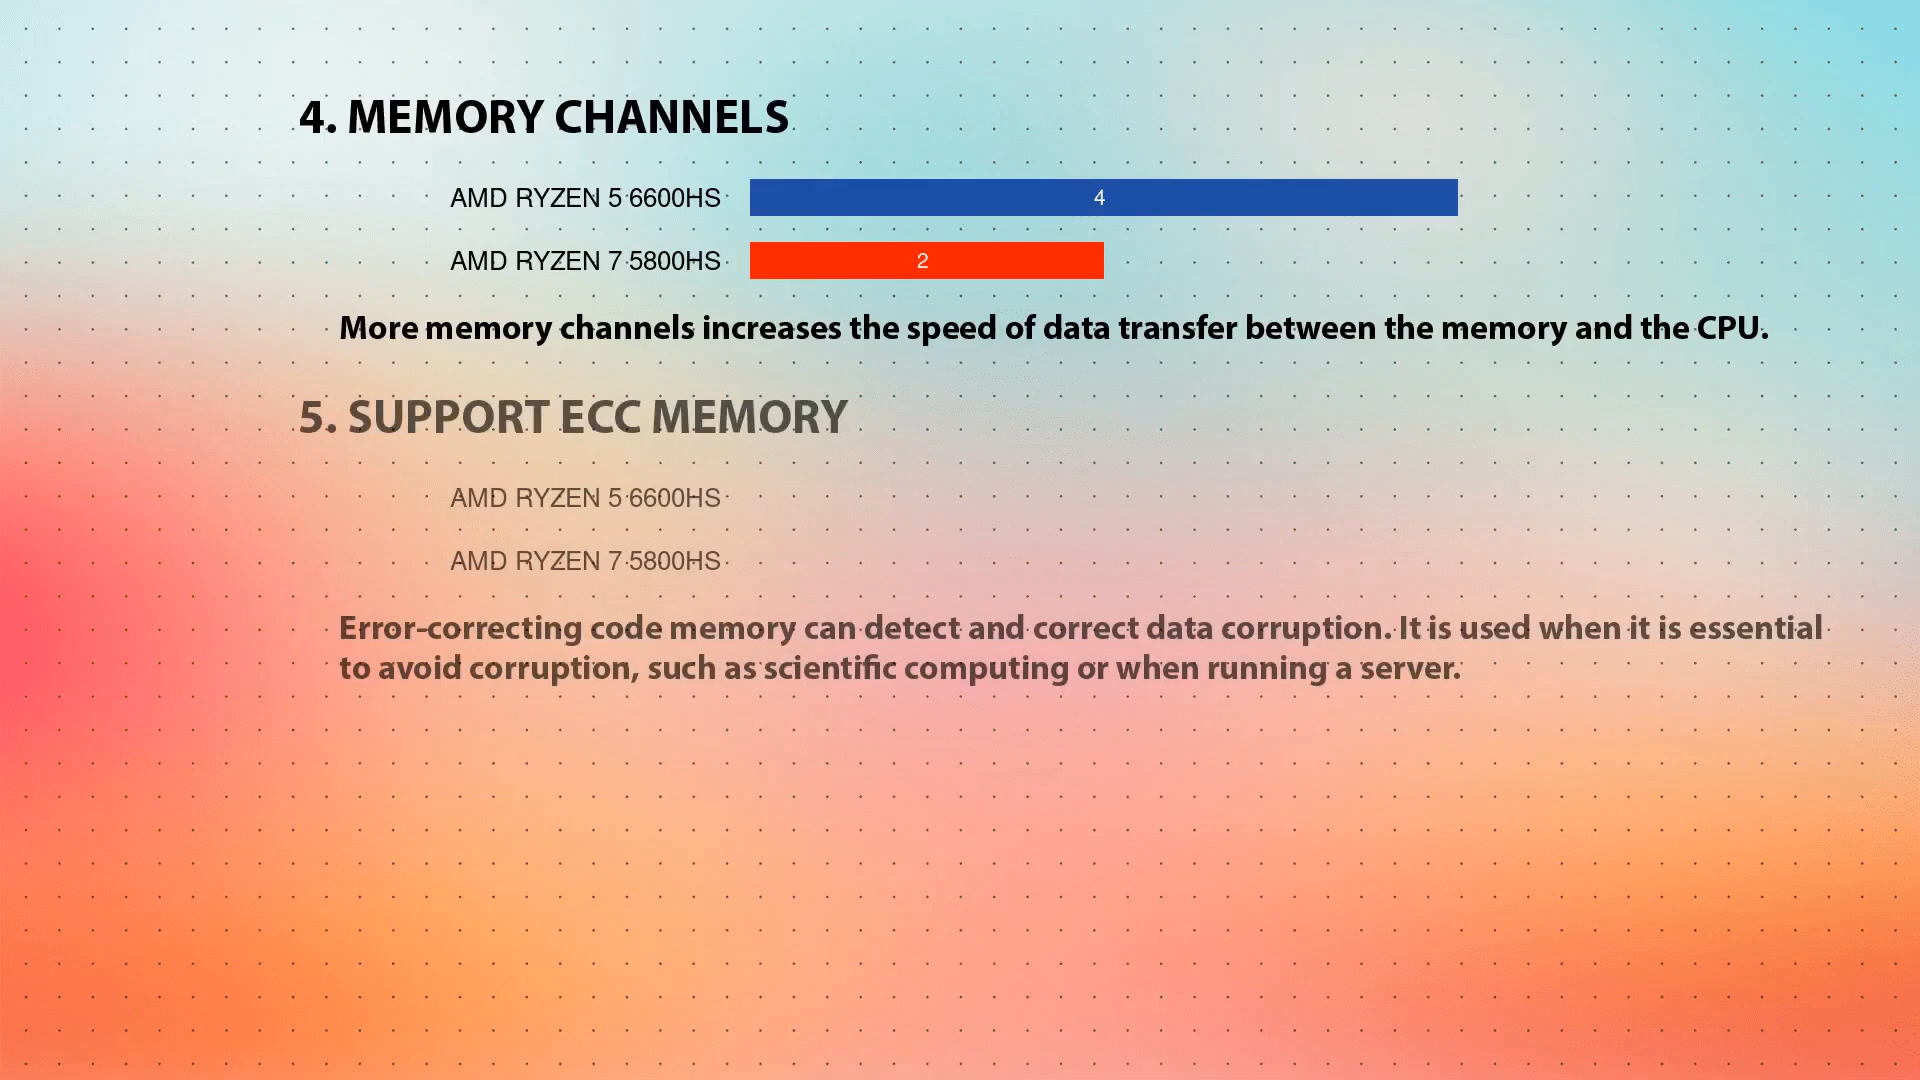 4. MEMORY CHANNELS
AMD RYZEN 5 6600HS 4
AMD RYZEN 7 5800HS 2
More memory channels increases the speed of data transfer between the memory and the CPU.
5. SUPPORT ECC MEMORY
AMD RYZEN 5 6600HS
AMD RYZEN 7 5800HS
Error-correcting code memory can detect and correct data corruption. It is used when it is essential
to avoid corruption, such as scientific computing or when running a server.